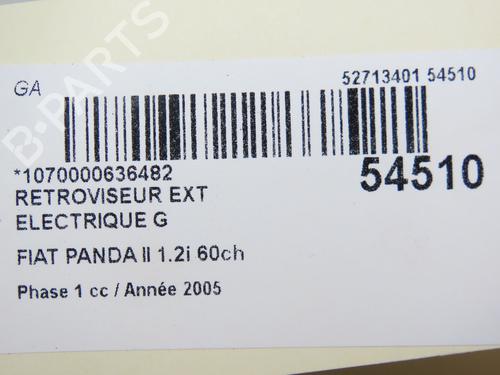 GA
52713401 54510
*1070000636482
54510
RETROVISEUR EXT
ELECTRIQUE G
FIAT PANDA II 1.2i 60ch
Phase 1 cc / Année 2005
B-PARTS